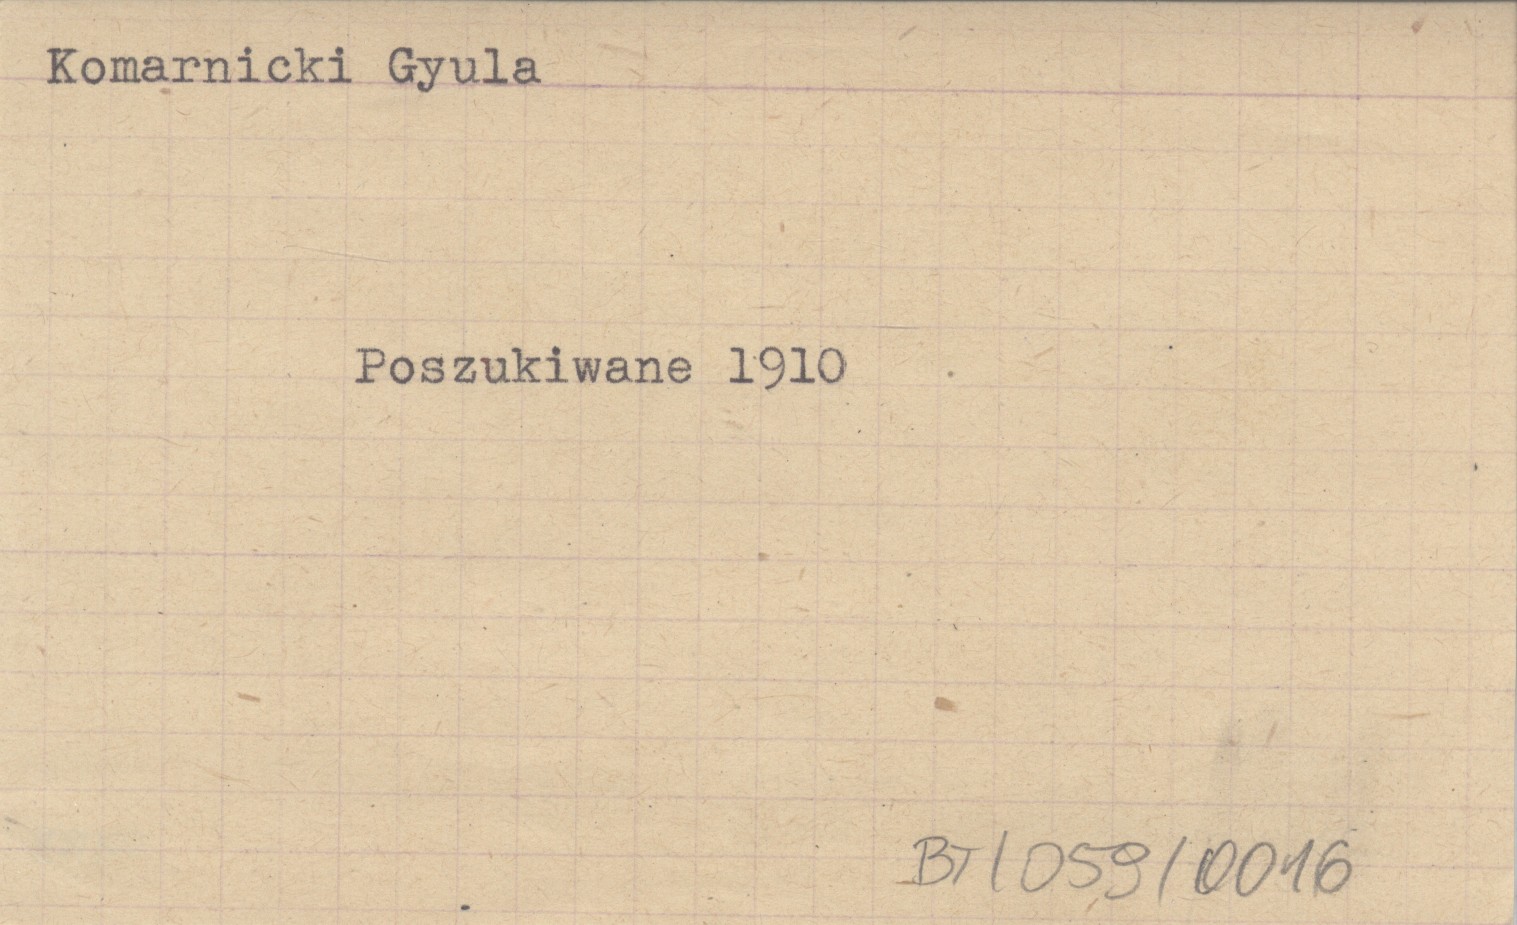 Komarnicki Gyula
Poszukiwane 1910
BT/059/0016